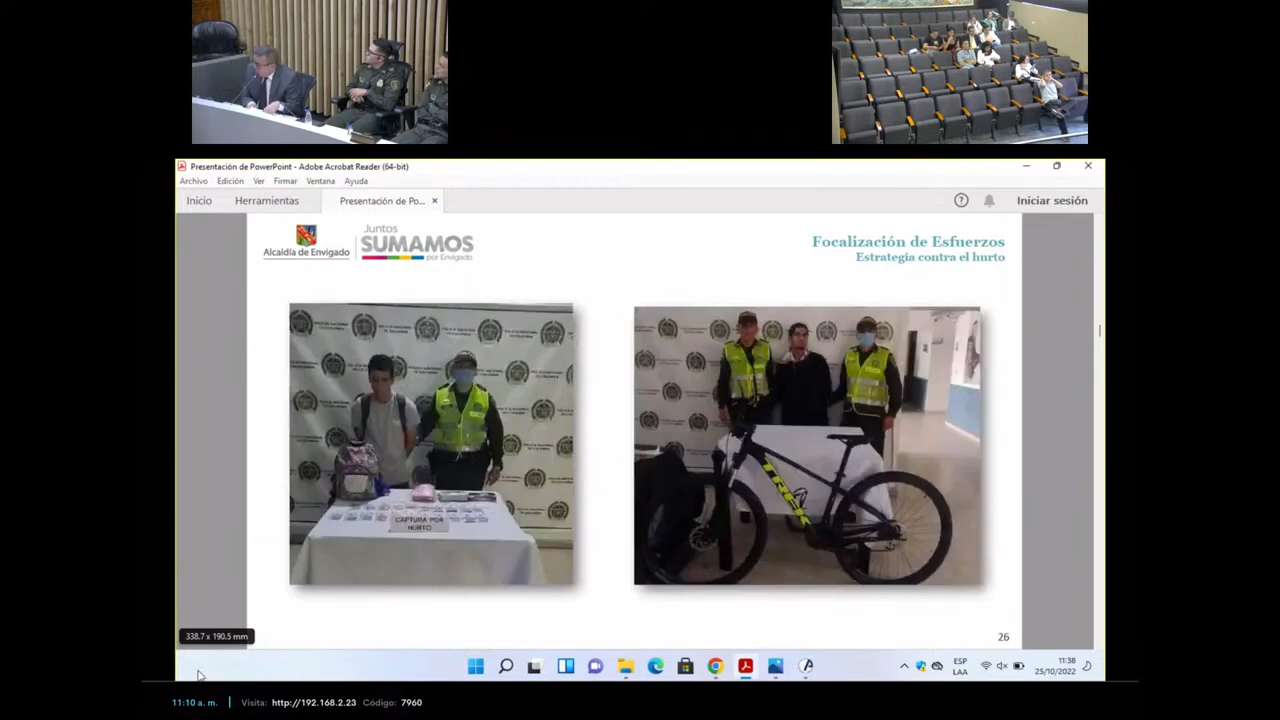 Presentación de PowerPoint - Adobe Acrobat Reader (64-bit)
Archivo Edición Ver Firmar Ventana Ayuda
Inicio Herramientas Presentación de Po... Iniciar sesión
Alcaldía de Envigado
Juntos
SUMAMOS
por Envigado
Focalización de Esfuerzos
Estrategia contra el hurto
CAPTURA POR
HURTO
26
338.7 x 190.5 mm
ESP
LAA
11:38
25/10/2022
11:10 a. m. Visita: http://192.168.2.23 Código: 7960